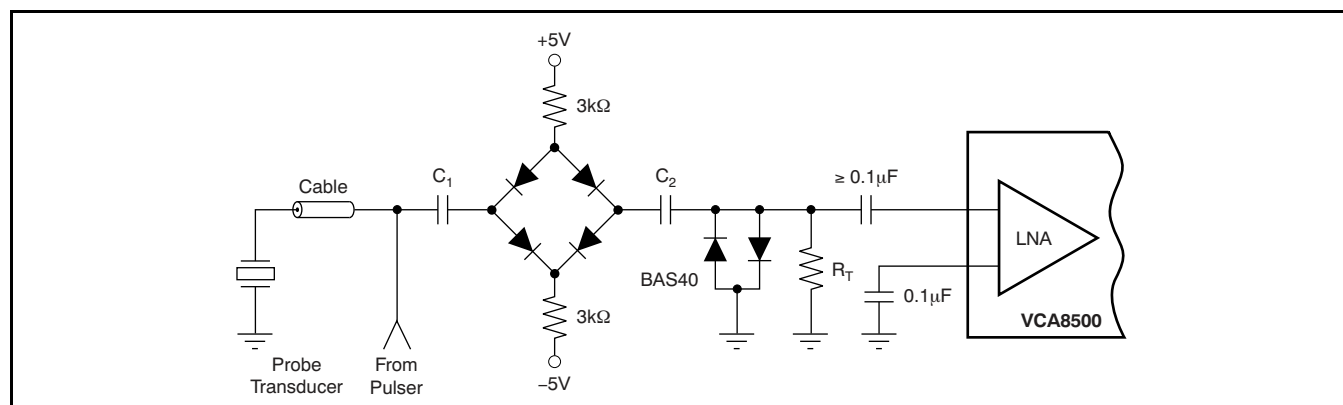 +5V
3kΩ
Cable
C1
C2
≥ 0.1μF
LNA
BAS40
RT
0.1μF
VCA8500
3kΩ
Probe
Transducer
From
Pulser
–5V